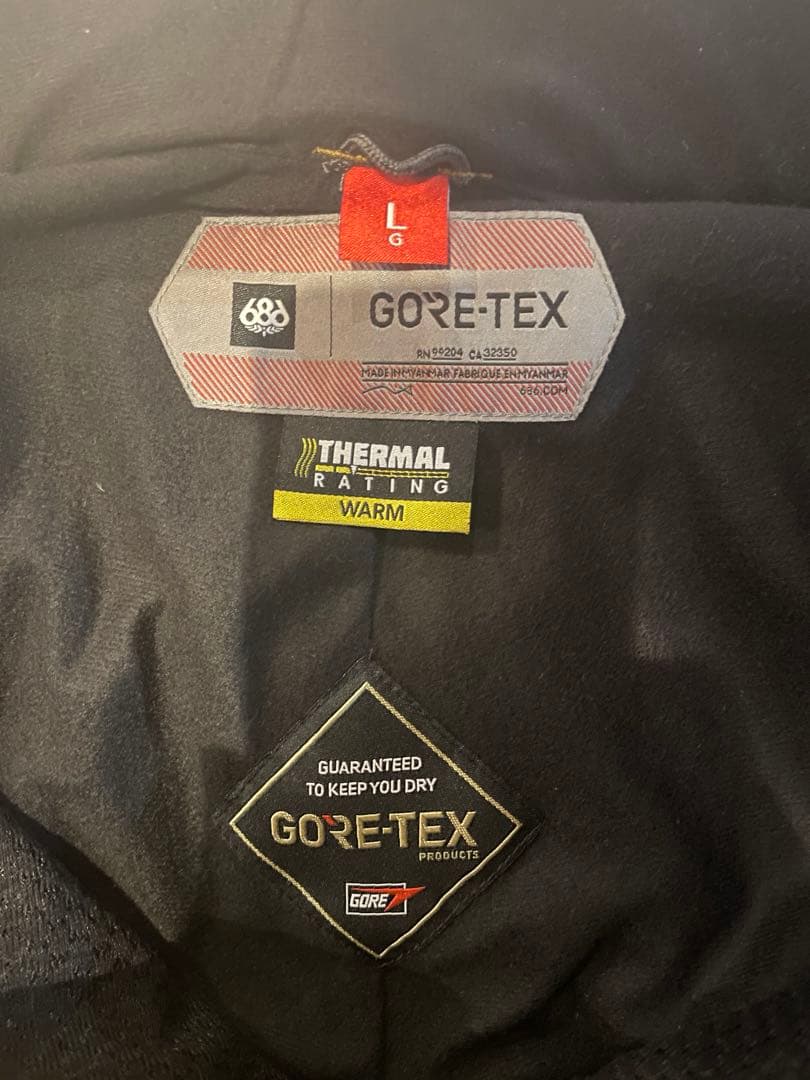 L
G
686 GORE-TEX
RN 99204 CA 32350
MADE IN MYANMAR FABRIQUE EN MYANMAR
686.COM
THERMAL
RATING
WARM
GUARANTEED
TO KEEP YOU DRY
GORE-TEX
PRODUCTS
GORE